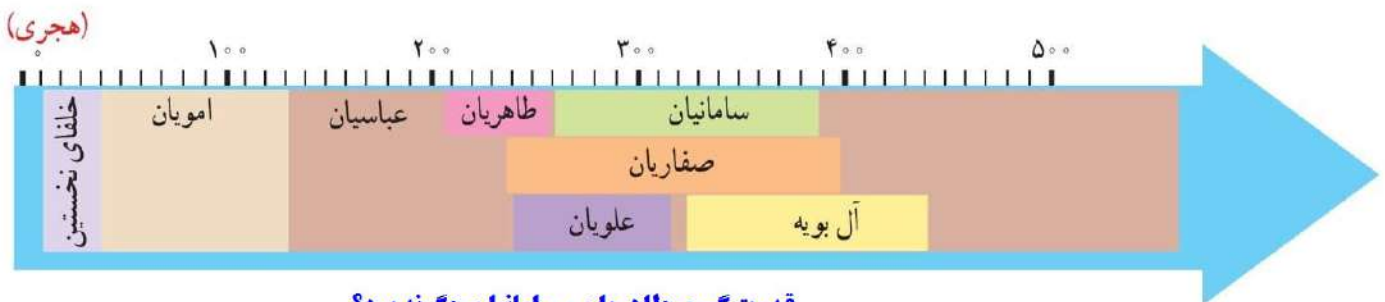 (هجری)
۰ ۱۰۰ ۲۰۰ ۳۰۰ ۴۰۰ ۵۰۰
خلفای نخستین امویان عباسیان طاهریان سامانیان
صفاریان
علویان آل بویه